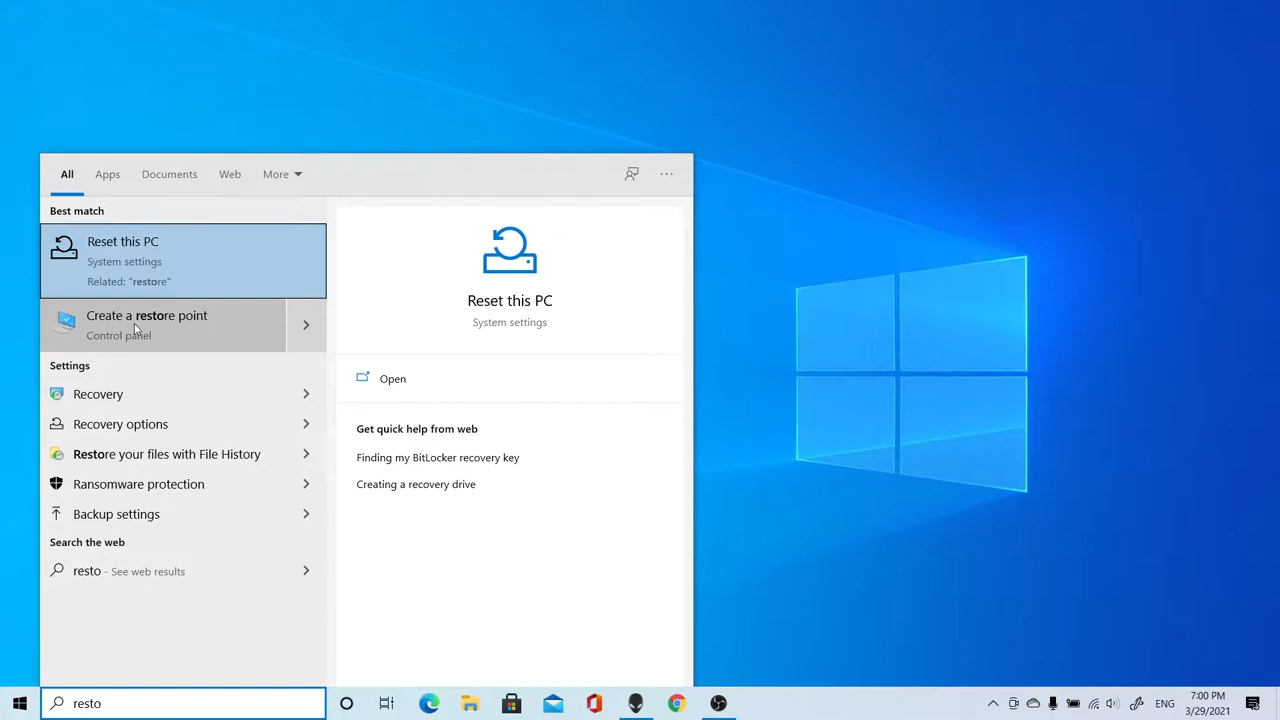 All
Apps
Documents
Web
More
Best match
Reset this PC
System settings
Related: "restore"
Create a restore point
Control panel
Settings
Recovery
Recovery options
Restore your files with File History
Ransomware protection
Backup settings
Search the web
resto - See web results
Reset this PC
System settings
Open
Get quick help from web
Finding my BitLocker recovery key
Creating a recovery drive
resto
ENG
7:00 PM
3/29/2021